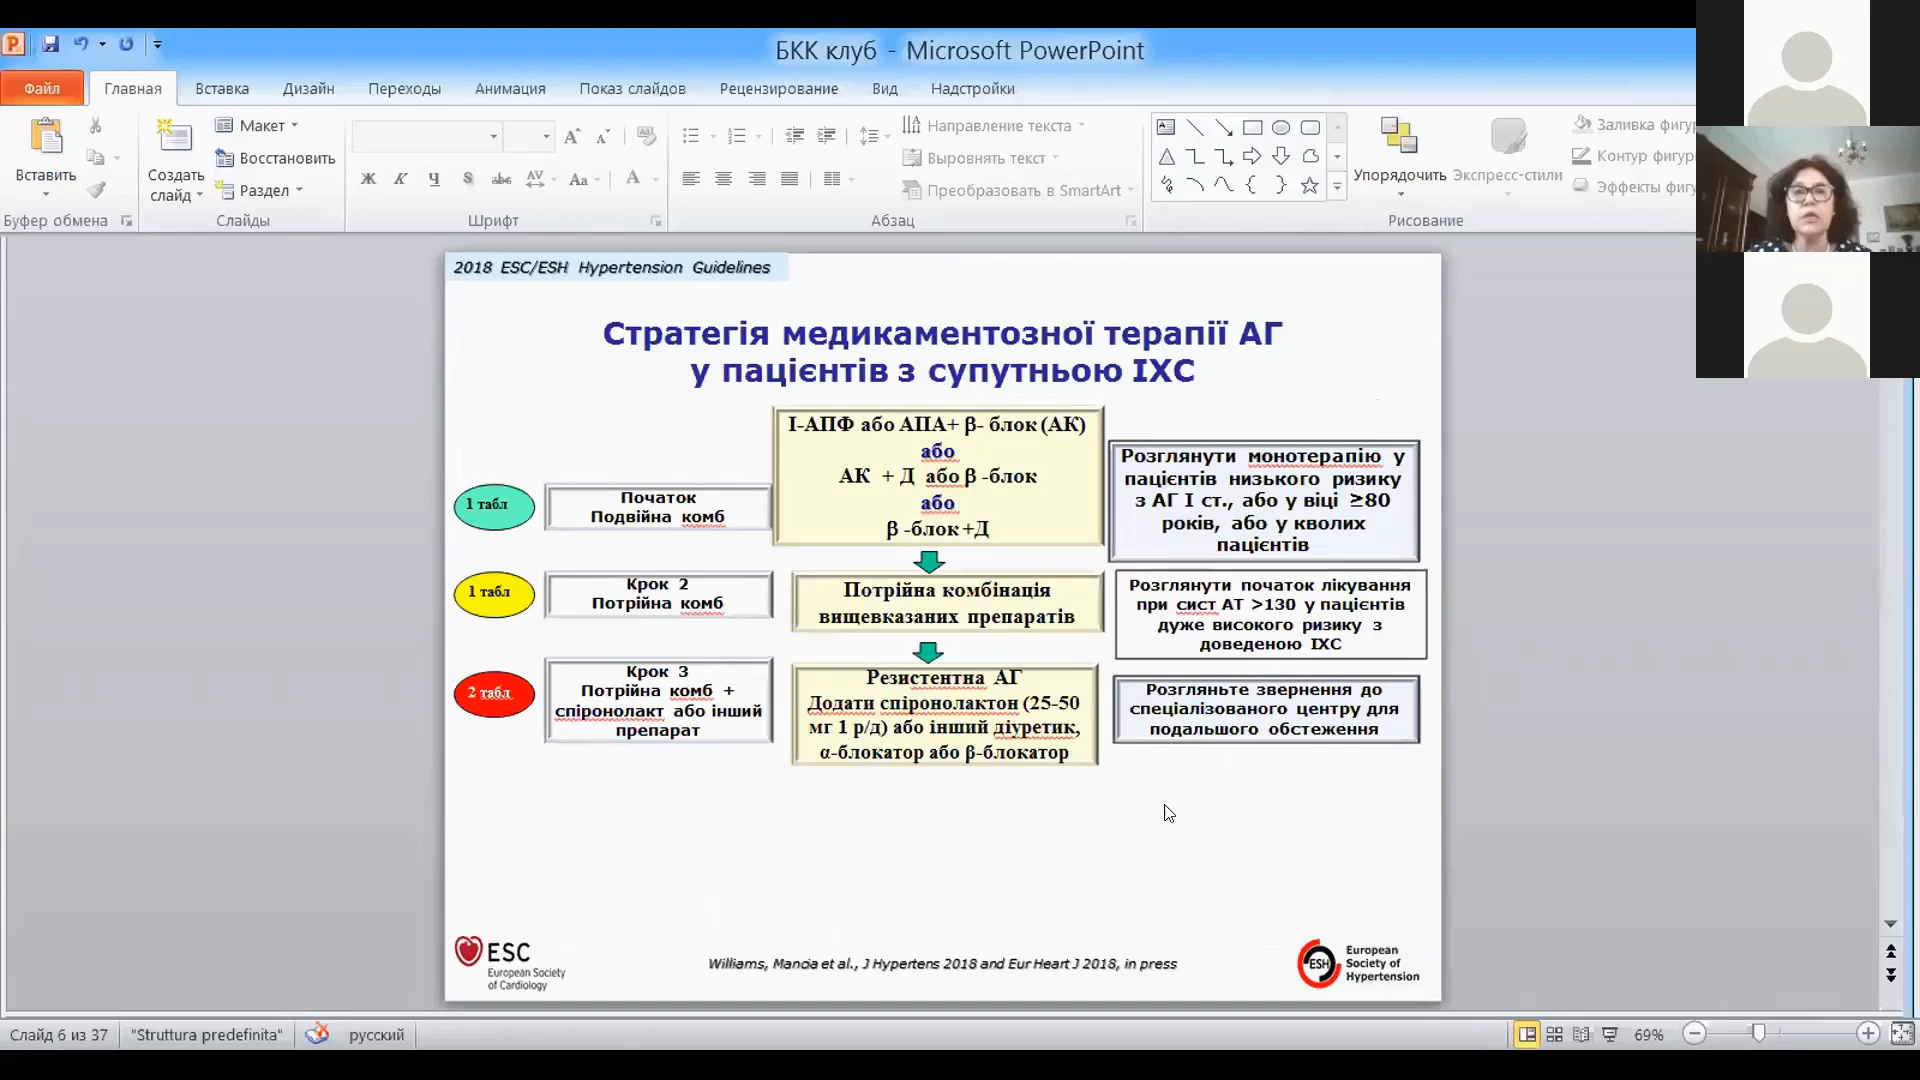 БКК клуб - Microsoft PowerPoint
Файл
Главная
Вставка
Дизайн
Переходы
Анимация
Показ слайдов
Рецензирование
Вид
Надстройки
Вставить
Буфер обмена
Создать
слайд
Макет
Восстановить
Раздел
Слайды
Ж К Ч S abc AV Aa A
Шрифт
Направление текста
Выровнять текст
Преобразовать в SmartArt
Абзац
Упорядочить
Экспресс-стили
Заливка фигур
Контур фигур
Эффекты фиг
Рисование
2018 ESC/ESH Hypertension Guidelines
Стратегія медикаментозної терапії АГ
у пацієнтів з супутньою ІХС
1 табл
Початок
Подвійна комб
І-АПФ або АПА+ β- блок (АК)
або
АК + Д або β -блок
або
β -блок +Д
Розглянути монотерапію у
пацієнтів низького ризику
з АГ І ст., або у віці ≥80
років, або у кволих
пацієнтів
1 табл
Крок 2
Потрійна комб
Потрійна комбінація
вищевказаних препаратів
Розглянути початок лікування
при сист АТ >130 у пацієнтів
дуже високого ризику з
доведеною ІХС
2 табл
Крок 3
Потрійна комб +
спіронолакт або інший
препарат
Резистентна АГ
Додати спіронолактон (25-50
мг 1 р/д) або інший діуретик,
α-блокатор або β-блокатор
Розгляньте звернення до
спеціалізованого центру для
подальшого обстеження
ESC
European Society
of Cardiology
Williams, Mancia et al., J Hypertens 2018 and Eur Heart J 2018, in press
ESH
European
Society of
Hypertension
Слайд 6 из 37
"Struttura predefinita"
русский
69%